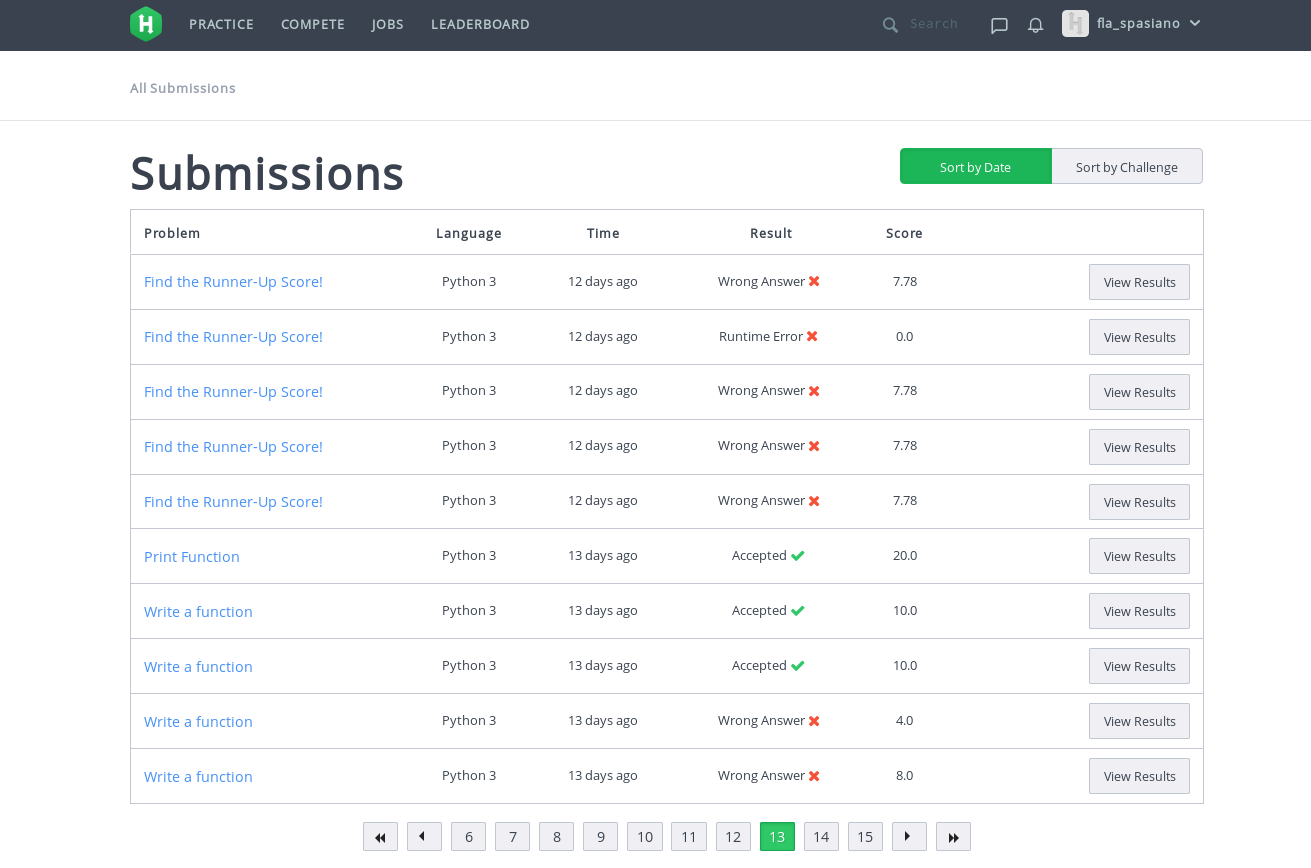 H PRACTICE COMPETE JOBS LEADERBOARD Search H fla_spasiano
All Submissions
Submissions
Sort by Date Sort by Challenge
Problem Language Time Result Score
Find the Runner-Up Score! Python 3 12 days ago Wrong Answer 7.78 View Results
Find the Runner-Up Score! Python 3 12 days ago Runtime Error 0.0 View Results
Find the Runner-Up Score! Python 3 12 days ago Wrong Answer 7.78 View Results
Find the Runner-Up Score! Python 3 12 days ago Wrong Answer 7.78 View Results
Find the Runner-Up Score! Python 3 12 days ago Wrong Answer 7.78 View Results
Print Function Python 3 13 days ago Accepted 20.0 View Results
Write a function Python 3 13 days ago Accepted 10.0 View Results
Write a function Python 3 13 days ago Accepted 10.0 View Results
Write a function Python 3 13 days ago Wrong Answer 4.0 View Results
Write a function Python 3 13 days ago Wrong Answer 8.0 View Results
6 7 8 9 10 11 12 13 14 15